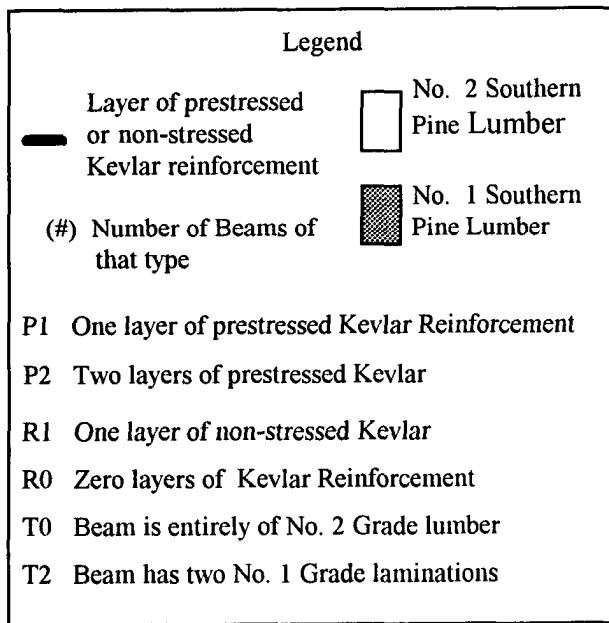 Legend
Layer of prestressed
or non-stressed
Kevlar reinforcement
No. 2 Southern
Pine Lumber
(#) Number of Beams of
that type
No. 1 Southern
Pine Lumber
P1 One layer of prestressed Kevlar Reinforcement
P2 Two layers of prestressed Kevlar
R1 One layer of non-stressed Kevlar
R0 Zero layers of Kevlar Reinforcement
T0 Beam is entirely of No. 2 Grade lumber
T2 Beam has two No. 1 Grade laminations